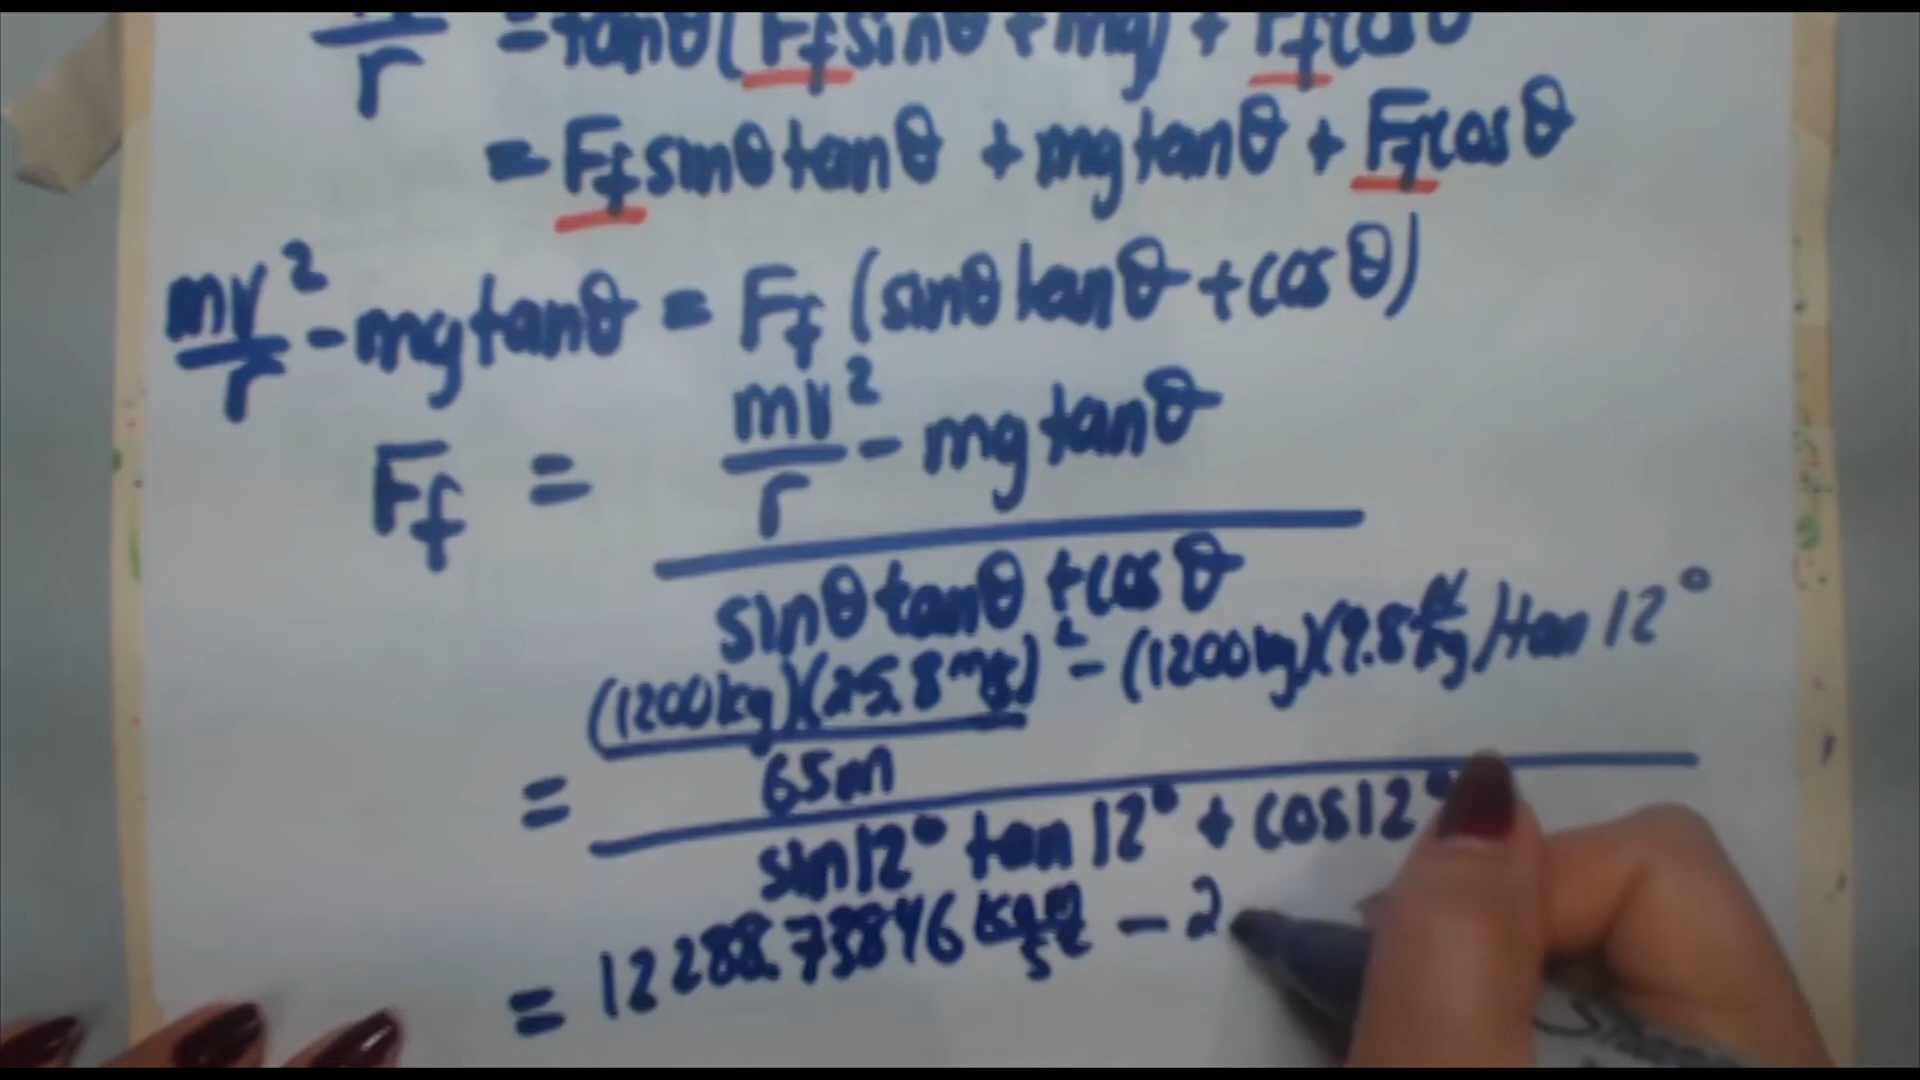 r = tanθ(Ff sinθ + mg) + Ff cosθ
= Ff sinθ tanθ + mg tanθ + Ff cosθ
mv²/r - mg tanθ = Ff (sinθ tanθ + cosθ)
Ff = mv²/r - mg tanθ
sinθ tanθ + cosθ
= (1200kg)(25.8 m/s)²/65m - (1200kg)(9.8 N/kg) tan 12°
sin12° tan 12° + cos12°
= 12288.73846 kg m/s² - 2